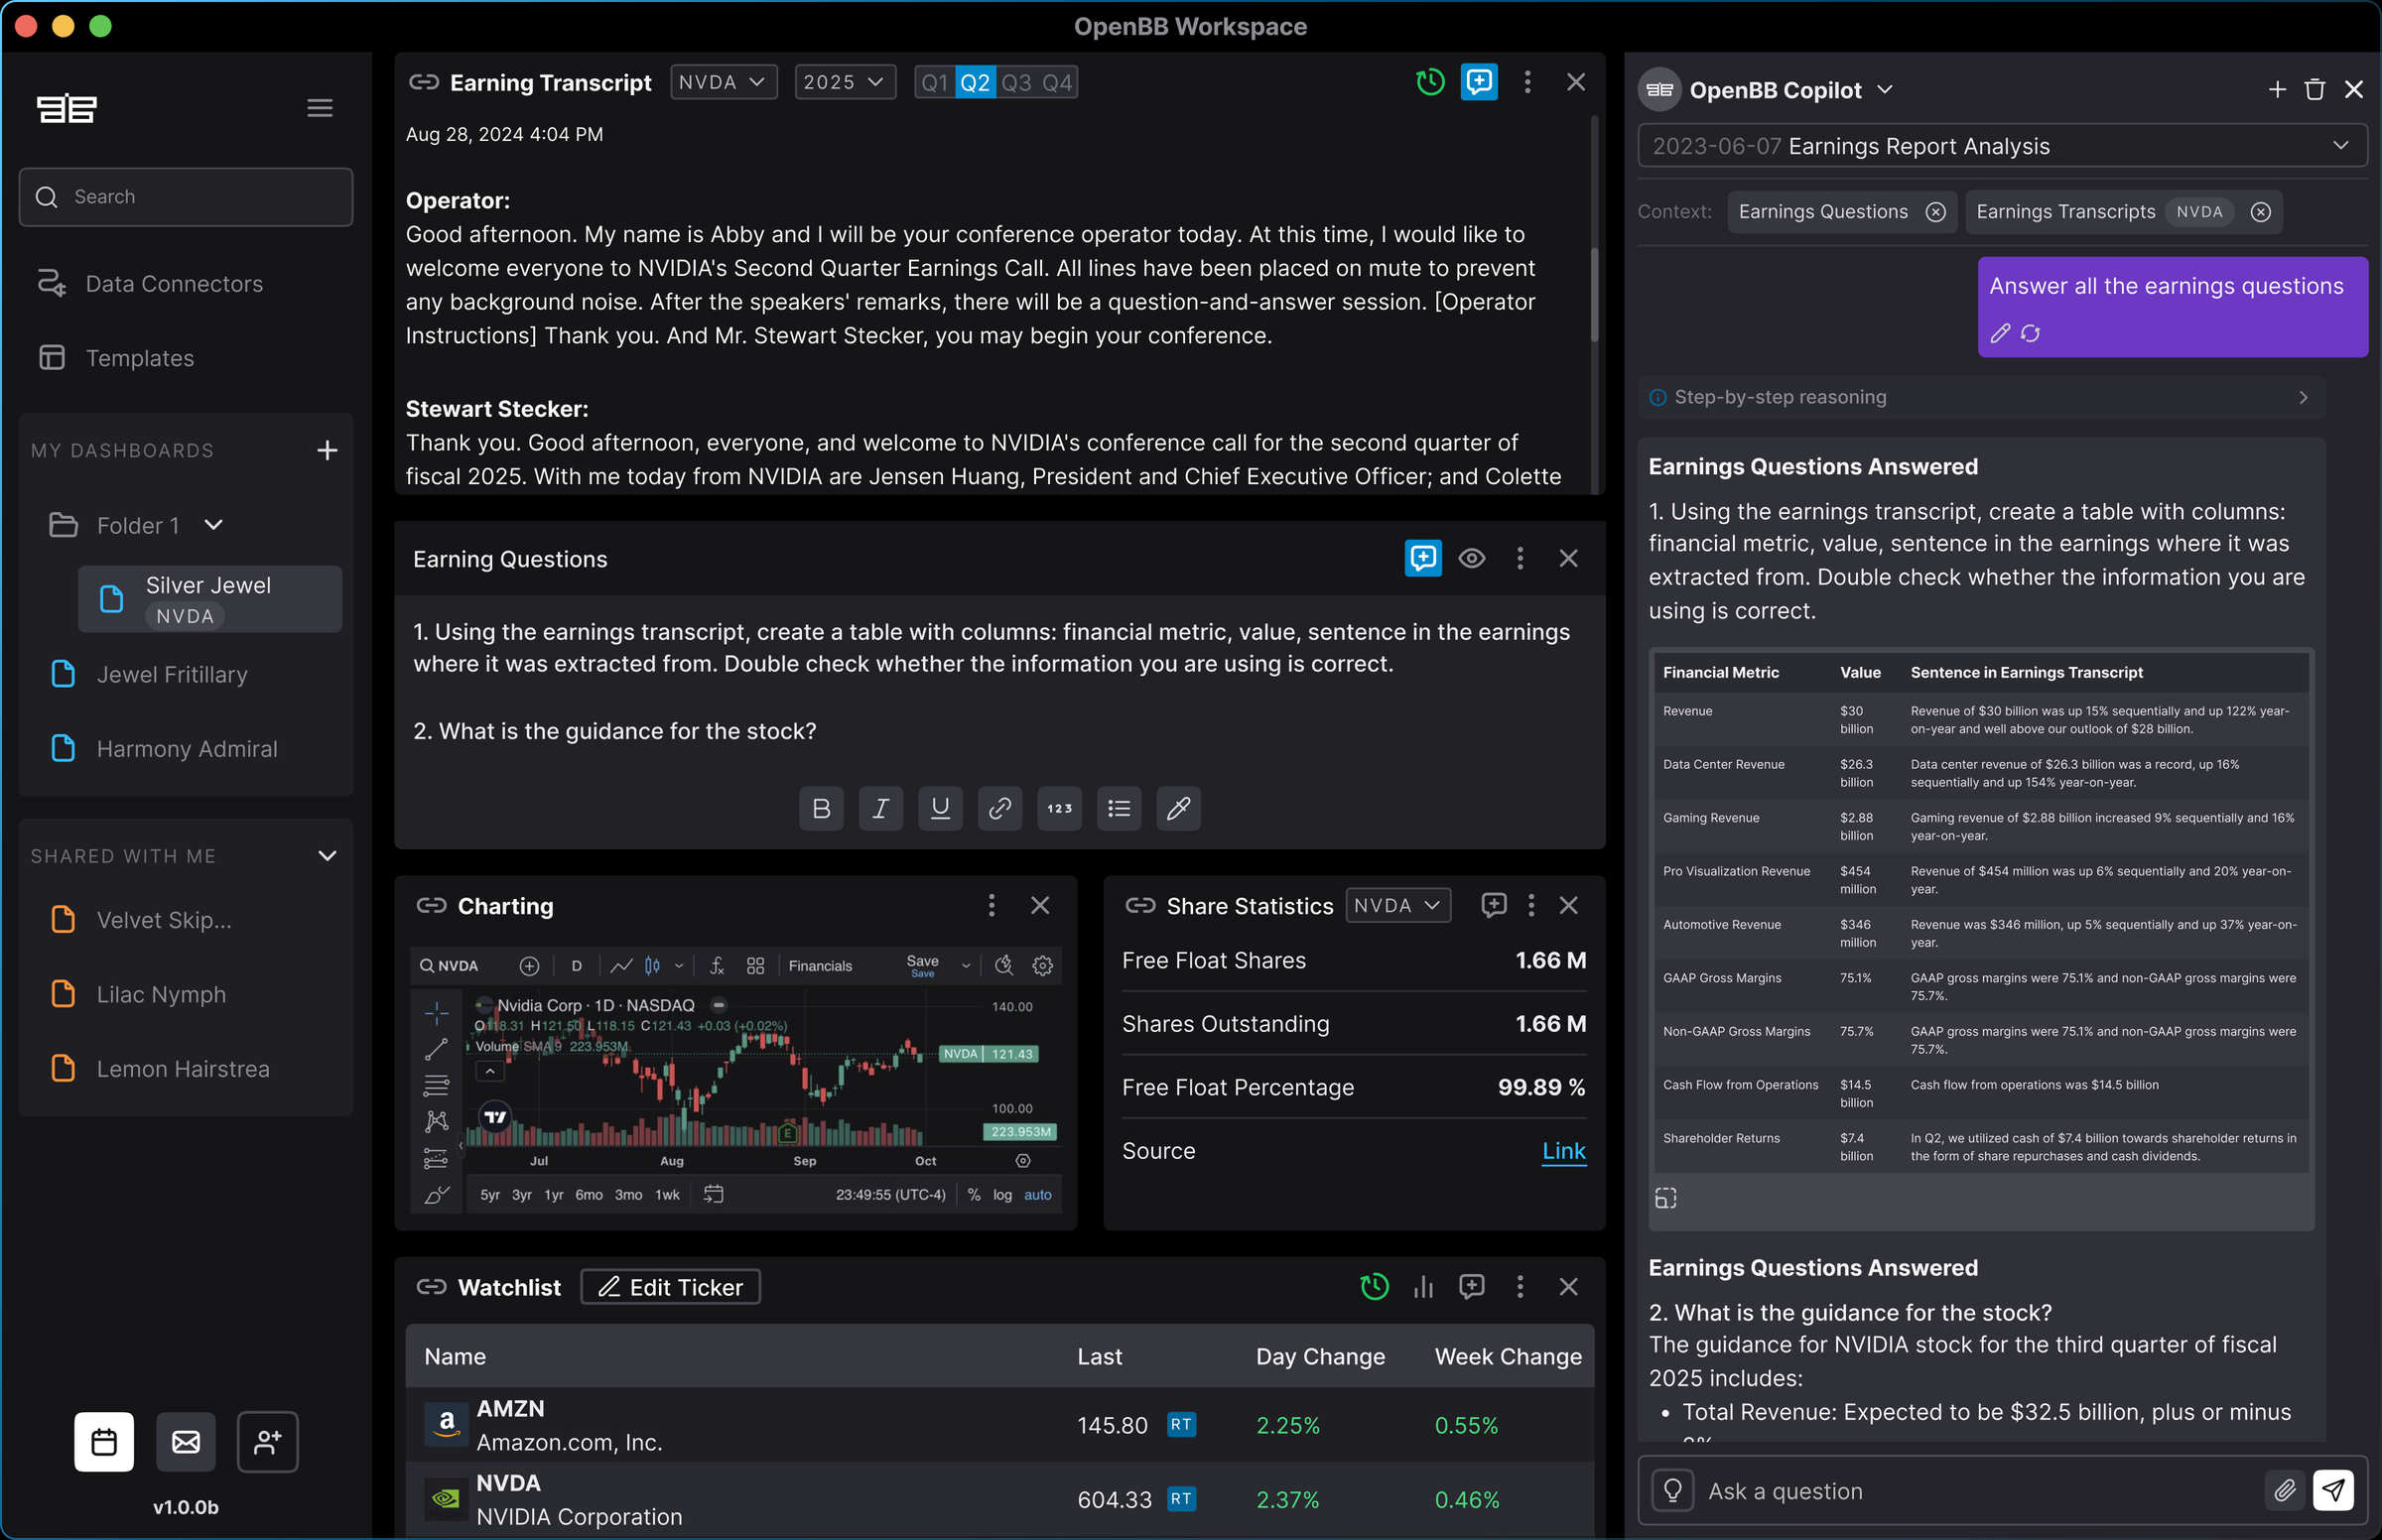 OpenBB Workspace
Search
Data Connectors
Templates
MY DASHBOARDS
Folder 1
Silver Jewel
NVDA
Jewel Fritillary
Harmony Admiral
SHARED WITH ME
Velvet Skip...
Lilac Nymph
Lemon Hairstrea
v1.0.0b
Earning Transcript NVDA 2025 Q1 Q2 Q3 Q4
Aug 28, 2024 4:04 PM
Operator:
Good afternoon. My name is Abby and I will be your conference operator today. At this time, I would like to
welcome everyone to NVIDIA's Second Quarter Earnings Call. All lines have been placed on mute to prevent
any background noise. After the speakers' remarks, there will be a question-and-answer session. [Operator
Instructions] Thank you. And Mr. Stewart Stecker, you may begin your conference.
Stewart Stecker:
Thank you. Good afternoon, everyone, and welcome to NVIDIA's conference call for the second quarter of
fiscal 2025. With me today from NVIDIA are Jensen Huang, President and Chief Executive Officer; and Colette
Earning Questions
1. Using the earnings transcript, create a table with columns: financial metric, value, sentence in the earnings
where it was extracted from. Double check whether the information you are using is correct.
2. What is the guidance for the stock?
B I U 123
Charting
NVDA D Financials Save
Save
Nvidia Corp · 1D · NASDAQ
O118.31 H121.50 L118.15 C121.43 +0.03 (+0.02%)
Volume SMA 9 223.953M
140.00
NVDA 121.43
100.00
223.953M
E
Jul Aug Sep Oct
5yr 3yr 1yr 6mo 3mo 1wk 23:49:55 (UTC-4) % log auto
Share Statistics NVDA
Free Float Shares 1.66 M
Shares Outstanding 1.66 M
Free Float Percentage 99.89 %
Source Link
Watchlist Edit Ticker
Name Last Day Change Week Change
AMZN
Amazon.com, Inc.
145.80 RT 2.25% 0.55%
NVDA
NVIDIA Corporation
604.33 RT 2.37% 0.46%
OpenBB Copilot
2023-06-07 Earnings Report Analysis
Context: Earnings Questions Earnings Transcripts NVDA
Answer all the earnings questions
Step-by-step reasoning
Earnings Questions Answered
1. Using the earnings transcript, create a table with columns:
financial metric, value, sentence in the earnings where it was
extracted from. Double check whether the information you are
using is correct.
Financial Metric Value Sentence in Earnings Transcript
Revenue $30 billion Revenue of $30 billion was up 15% sequentially and up 122% year-
on-year and well above our outlook of $28 billion.
Data Center Revenue $26.3 billion Data center revenue of $26.3 billion was a record, up 16%
sequentially and up 154% year-on-year.
Gaming Revenue $2.88 billion Gaming revenue of $2.88 billion increased 9% sequentially and 16%
year-on-year.
Pro Visualization Revenue $454 million Revenue of $454 million was up 6% sequentially and 20% year-on-
year.
Automotive Revenue $346 million Revenue was $346 million, up 5% sequentially and up 37% year-on-
year.
GAAP Gross Margins 75.1% GAAP gross margins were 75.1% and non-GAAP gross margins were
75.7%.
Non-GAAP Gross Margins 75.7% GAAP gross margins were 75.1% and non-GAAP gross margins were
75.7%.
Cash Flow from Operations $14.5 billion Cash flow from operations was $14.5 billion
Shareholder Returns $7.4 billion In Q2, we utilized cash of $7.4 billion towards shareholder returns in
the form of share repurchases and cash dividends.
Earnings Questions Answered
2. What is the guidance for the stock?
The guidance for NVIDIA stock for the third quarter of fiscal
2025 includes:
• Total Revenue: Expected to be $32.5 billion, plus or minus
Ask a question